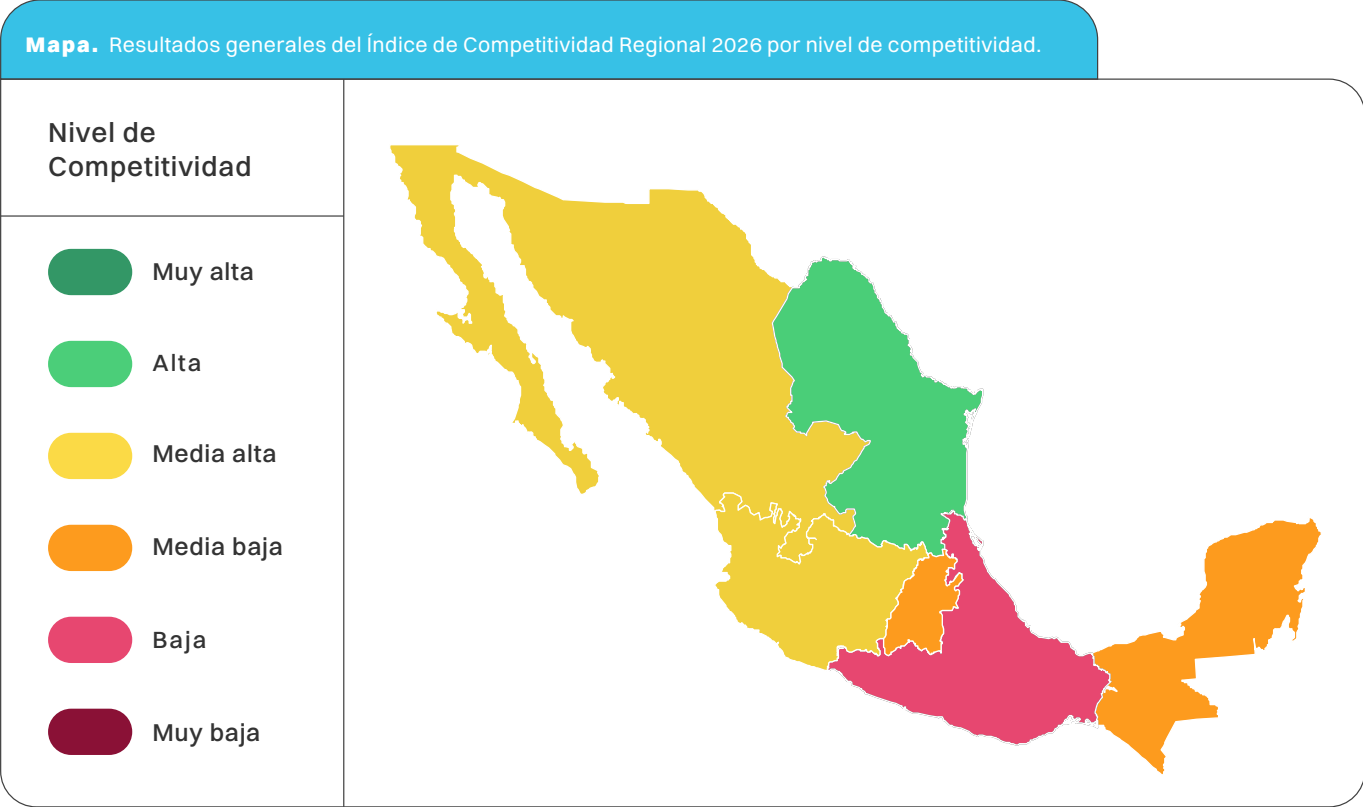 Mapa. Resultados generales del Índice de Competitividad Regional 2026 por nivel de competitividad.
Nivel de
Competitividad
Muy alta
Alta
Media alta
Media baja
Baja
Muy baja